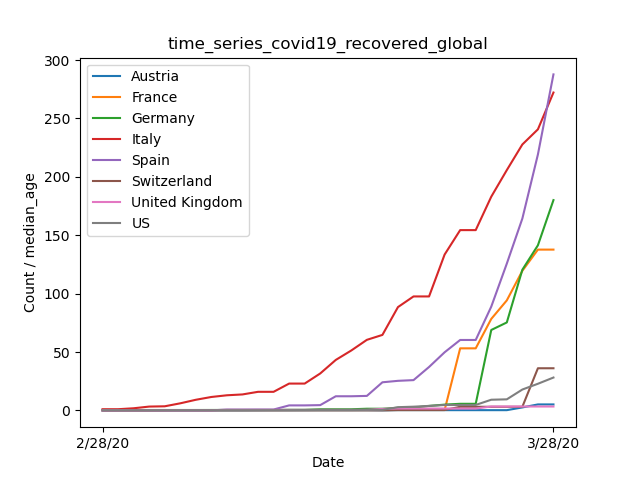 time_series_covid19_recovered_global
Count / median_age
300
250
200
150
100
50
0
Austria
France
Germany
Italy
Spain
Switzerland
United Kingdom
US
2/28/20
3/28/20
Date